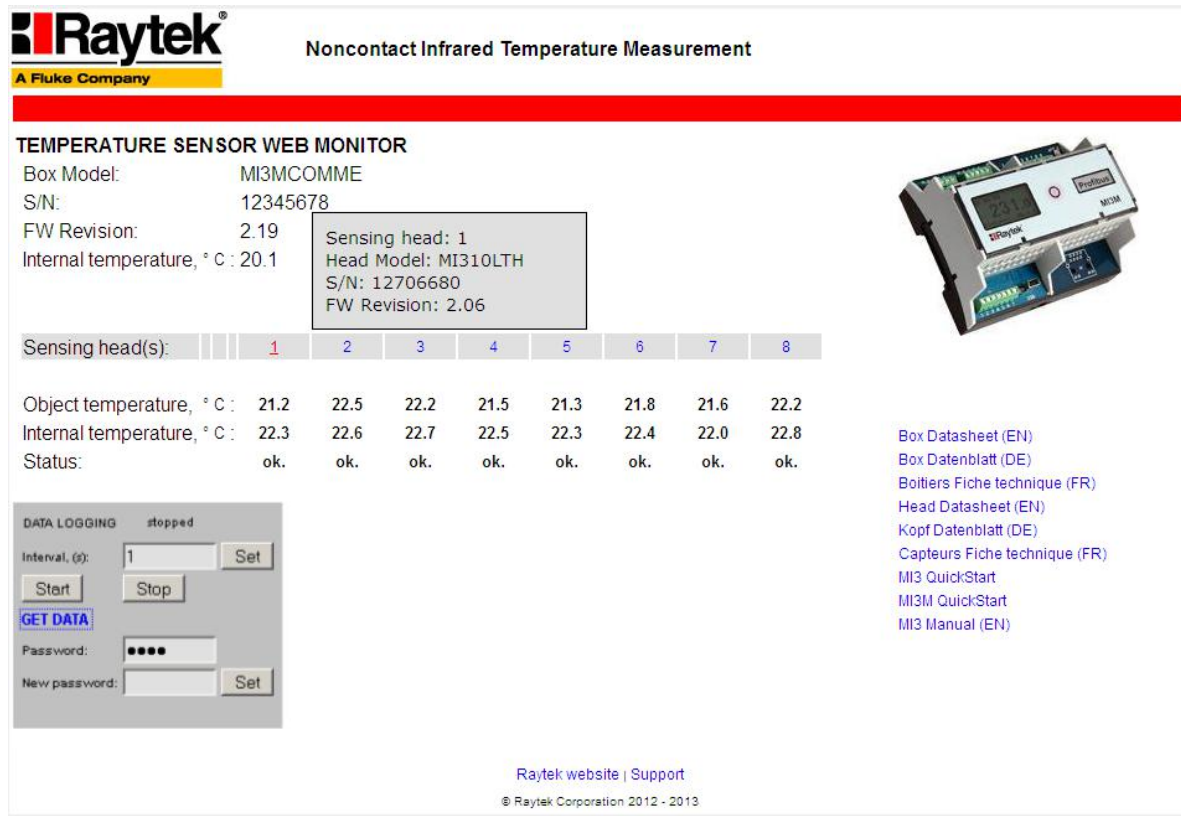 Raytek®
A Fluke Company
Noncontact Infrared Temperature Measurement
TEMPERATURE SENSOR WEB MONITOR
Box Model: MI3MCOMME
S/N: 12345678
FW Revision: 2.19
Internal temperature, °C: 20.1
Sensing head: 1
Head Model: MI310LTH
S/N: 12706680
FW Revision: 2.06
Profibus
MI3M
231.0
Raytek
Sensing head(s): 1 2 3 4 5 6 7 8
Object temperature, °C: 21.2 22.5 22.2 21.5 21.3 21.8 21.6 22.2
Internal temperature, °C: 22.3 22.6 22.7 22.5 22.3 22.4 22.0 22.8
Status: ok. ok. ok. ok. ok. ok. ok. ok.
DATA LOGGING stopped
Interval, (s): 1 Set
Start Stop
GET DATA
Password: ●●●●
New password: Set
Box Datasheet (EN)
Box Datenblatt (DE)
Boitiers Fiche technique (FR)
Head Datasheet (EN)
Kopf Datenblatt (DE)
Capteurs Fiche technique (FR)
MI3 QuickStart
MI3M QuickStart
MI3 Manual (EN)
Raytek website | Support
© Raytek Corporation 2012 - 2013